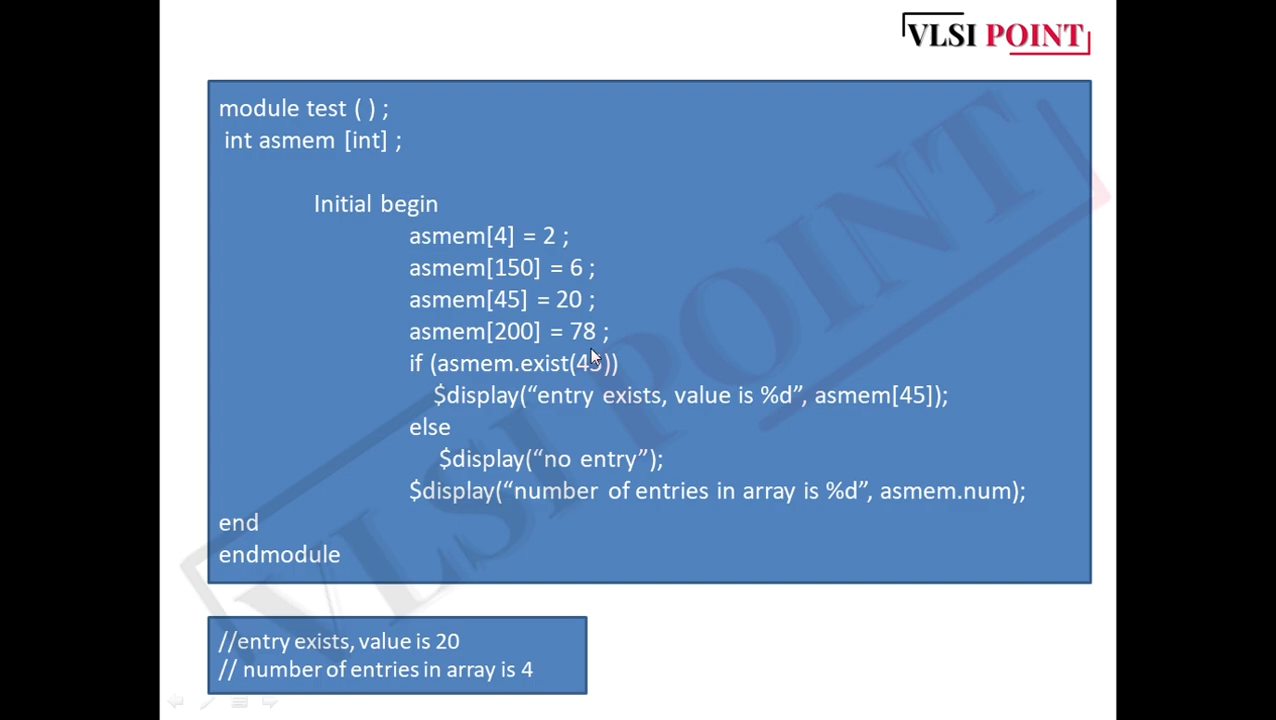 VLSI POINT
module test ( ) ;
int asmem [int] ;
Initial begin
asmem[4] = 2 ;
asmem[150] = 6 ;
asmem[45] = 20 ;
asmem[200] = 78 ;
if (asmem.exist(45))
$display(“entry exists, value is %d”, asmem[45]);
else
$display(“no entry”);
$display(“number of entries in array is %d”, asmem.num);
end
endmodule
//entry exists, value is 20
// number of entries in array is 4
VLSI POINT